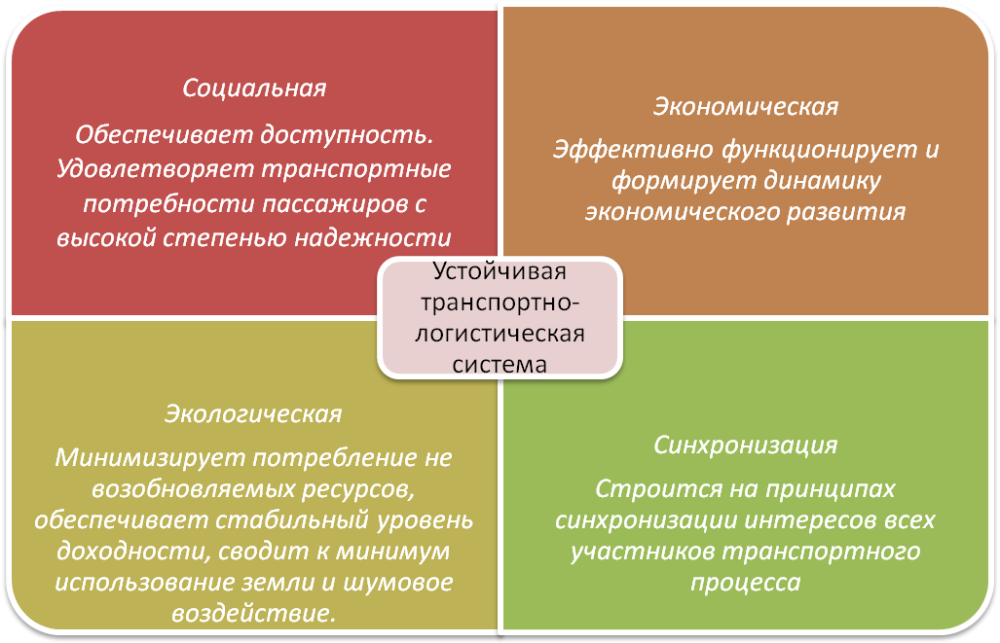 Социальная
Обеспечивает доступность.
Удовлетворяет транспортные
потребности пассажиров с
высокой степенью надежности
Экономическая
Эффективно функционирует и
формирует динамику
экономического развития
Устойчивая
транспортно-
логистическая
система
Экологическая
Минимизирует потребление не
возобновляемых ресурсов,
обеспечивает стабильный уровень
доходности, сводит к минимум
использование земли и шумовое
воздействие.
Синхронизация
Строится на принципах
синхронизации интересов всех
участников транспортного
процесса